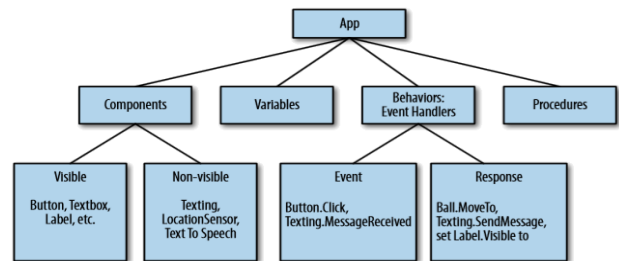 App
Components
Variables
Behaviors:
Event Handlers
Procedures
Visible
Button, Textbox,
Label, etc.
Non-visible
Texting,
LocationSensor,
Text To Speech
Event
Button.Click,
Texting.MessageReceived
Response
Ball.MoveTo,
Texting.SendMessage,
set Label.Visible to